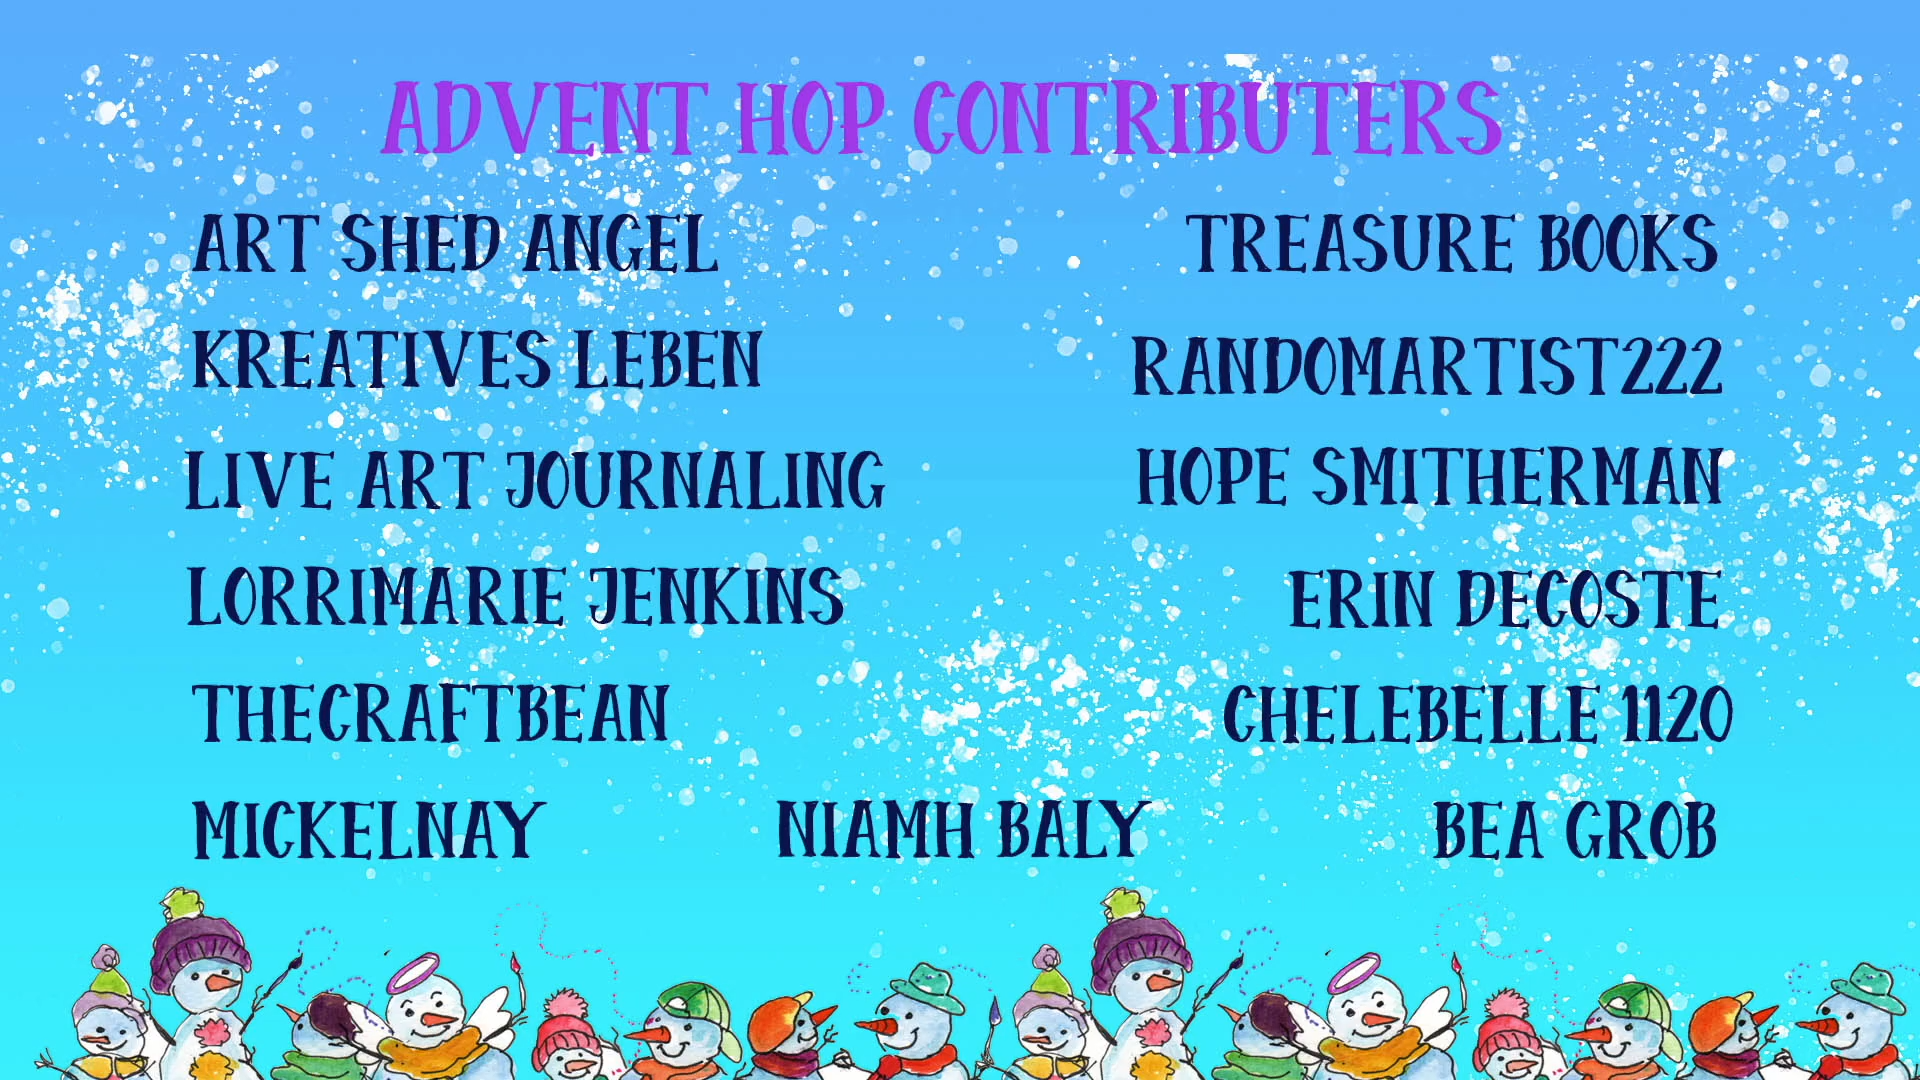 ADVENT HOP CONTRIBUTERS
ART SHED ANGEL
TREASURE BOOKS
KREATIVES LEBEN
RANDOMARTIST222
LIVE ART JOURNALING
HOPE SMITHERMAN
LORRIMARIE JENKINS
ERIN DECOSTE
THECRAFTBEAN
CHELEBELLE 1120
MICKELNAY
NIAMH BALY
BEA GROB